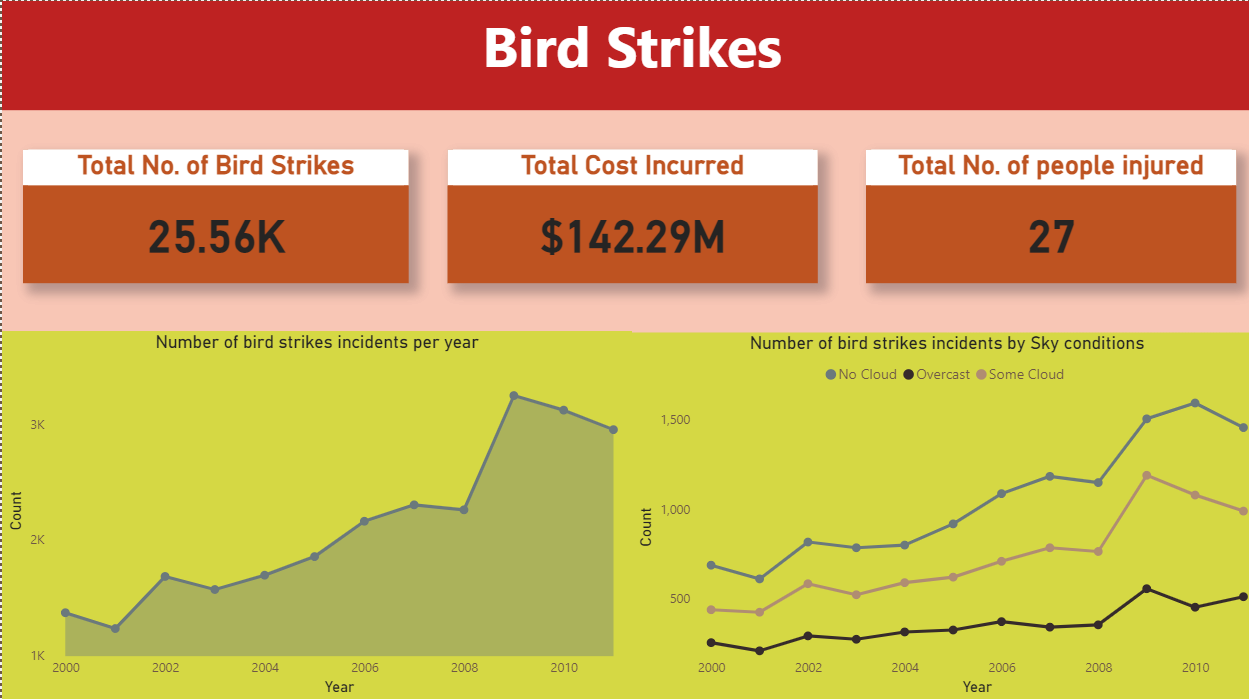 Bird Strikes
Total No. of Bird Strikes
25.56K
Total Cost Incurred
$142.29M
Total No. of people injured
27
Number of bird strikes incidents per year
3K
2K
1K
Count
2000 2002 2004 2006 2008 2010
Year
Number of bird strikes incidents by Sky conditions
No Cloud Overcast Some Cloud
1,500
1,000
500
Count
2000 2002 2004 2006 2008 2010
Year